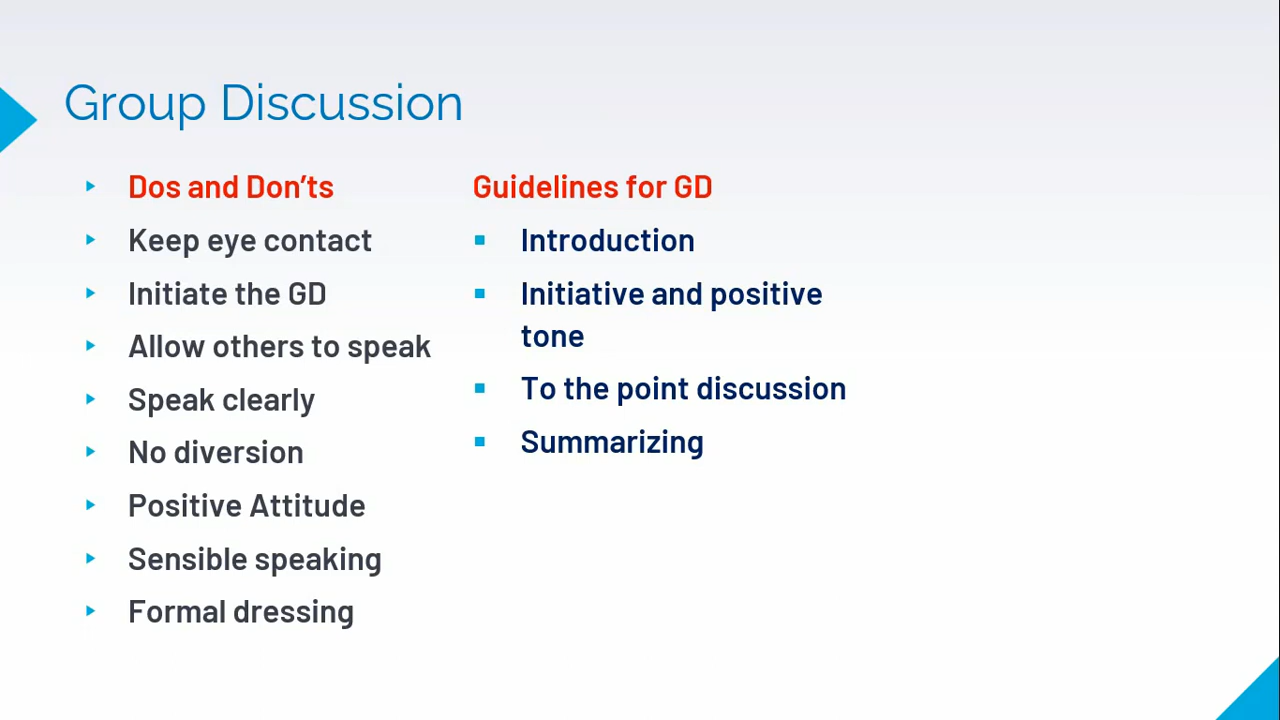 Group Discussion
Dos and Don’ts
Keep eye contact
Initiate the GD
Allow others to speak
Speak clearly
No diversion
Positive Attitude
Sensible speaking
Formal dressing
Guidelines for GD
Introduction
Initiative and positive
tone
To the point discussion
Summarizing